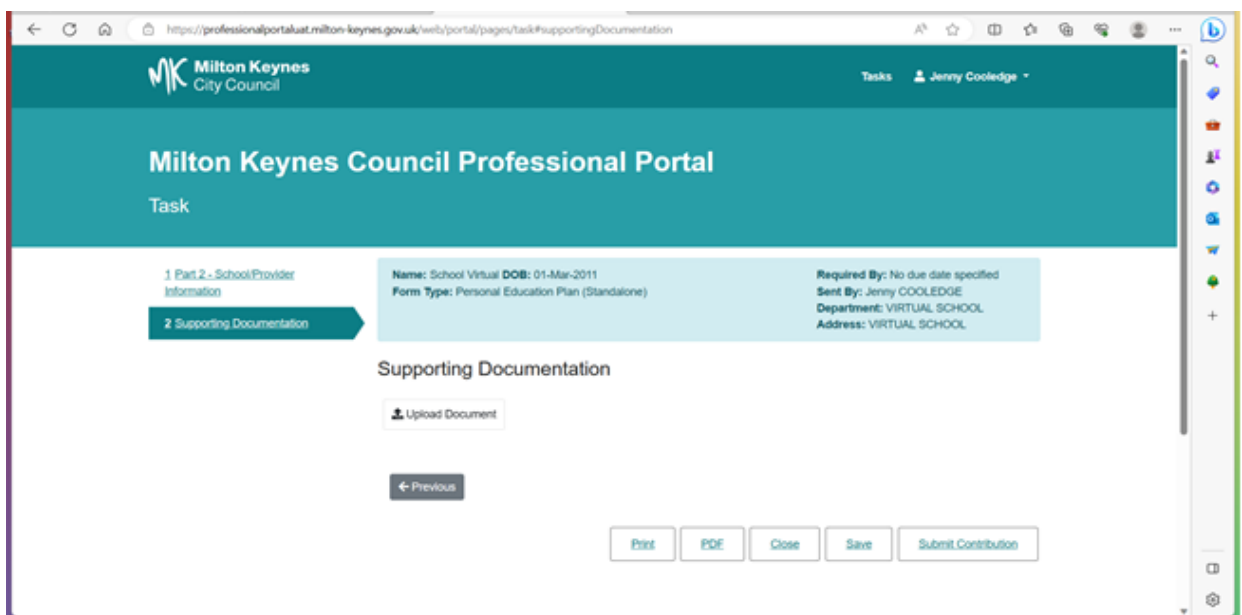 https://professionalportaluat.milton-keynes.gov.uk/web/portal/pages/task#supportingDocumentation
MK Milton Keynes
City Council
Tasks
Jenny Cooledge
Milton Keynes Council Professional Portal
Task
1 Part 2 - School/Provider
Information
2 Supporting Documentation
Name: School Virtual DOB: 01-Mar-2011
Form Type: Personal Education Plan (Standalone)
Required By: No due date specified
Sent By: Jenny COOLEDGE
Department: VIRTUAL SCHOOL
Address: VIRTUAL SCHOOL
Supporting Documentation
Upload Document
Previous
Print
PDF
Close
Save
Submit Contribution